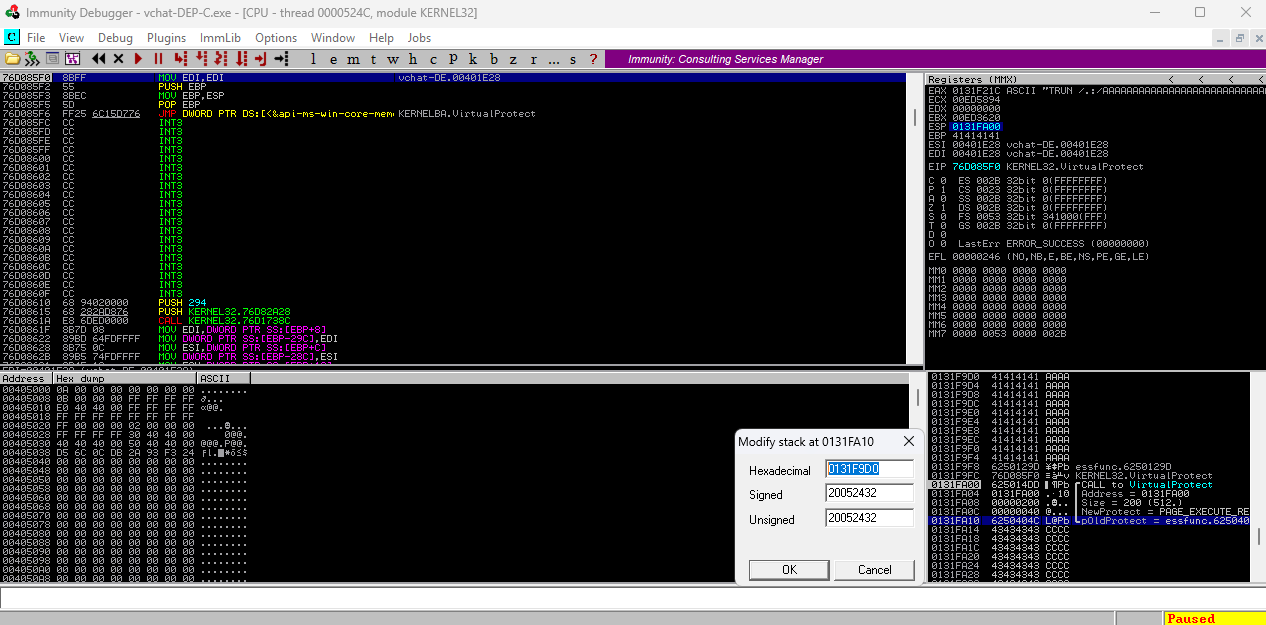 Immunity Debugger - vchat-DEP-C.exe - [CPU - thread 0000524C, module KERNEL32]
C File View Debug Plugins ImmLib Options Window Help Jobs
l e m t w h c P k b z r ... s ? Immunity: Consulting Services Manager
76D085F0 8BFF MOV EDI,EDI vchat-DE.00401E28
76D085F2 55 PUSH EBP
76D085F3 8BEC MOV EBP,ESP
76D085F5 5D POP EBP
76D085F6 FF25 6C15D776 JMP DWORD PTR DS:[<&api-ms-win-core-mem KERNELBA.VirtualProtect
76D085FC CC INT3
76D085FD CC INT3
76D085FE CC INT3
76D085FF CC INT3
76D08600 CC INT3
76D08601 CC INT3
76D08602 CC INT3
76D08603 CC INT3
76D08604 CC INT3
76D08605 CC INT3
76D08606 CC INT3
76D08607 CC INT3
76D08608 CC INT3
76D08609 CC INT3
76D0860A CC INT3
76D0860B CC INT3
76D0860C CC INT3
76D0860D CC INT3
76D0860E CC INT3
76D0860F CC INT3
76D08610 68 94020000 PUSH 294
76D08615 68 282AD876 PUSH KERNEL32.76D82A28
76D0861A E8 6DED0000 CALL KERNEL32.76D1738C
76D0861F 8B7D 08 MOV EDI,DWORD PTR SS:[EBP+8]
76D08622 89BD 64FDFFFF MOV DWORD PTR SS:[EBP-29C],EDI
76D08628 8B75 0C MOV ESI,DWORD PTR SS:[EBP+C]
76D0862B 89B5 74FDFFFF MOV DWORD PTR SS:[EBP-28C],ESI
Registers (MMX) < < < <
EAX 0131F21C ASCII "TRUN /.:/AAAAAAAAAAAAAAAAAAAAAAAAA
ECX 00ED5894
EDX 00000000
EBX 00ED3620
ESP 0131FA00
EBP 41414141
ESI 00401E28 vchat-DE.00401E28
EDI 00401E28 vchat-DE.00401E28
EIP 76D085F0 KERNEL32.VirtualProtect
C 0 ES 002B 32bit 0(FFFFFFFF)
P 1 CS 0023 32bit 0(FFFFFFFF)
A 0 SS 002B 32bit 0(FFFFFFFF)
Z 1 DS 002B 32bit 0(FFFFFFFF)
S 0 FS 0053 32bit 341000(FFF)
T 0 GS 002B 32bit 0(FFFFFFFF)
D 0
O 0 LastErr ERROR_SUCCESS (00000000)
EFL 00000246 (NO,NB,E,BE,NS,PE,GE,LE)
MM0 0000 0000 0000 0000
MM1 0000 0000 0000 0000
MM2 0000 0000 0000 0000
MM3 0000 0000 0000 0000
MM4 0000 0000 0000 0000
MM5 0000 0000 0000 0000
MM6 0000 0000 0000 0000
MM7 0000 0053 0000 002B
Address Hex dump ASCII
00405000 0A 00 00 00 00 00 00 00 ........
00405008 0B 00 00 00 FF FF FF FF
00405010 E0 40 40 00 FF FF FF FF
00405018 FF FF FF FF 00 00 00 00
00405020 FF 00 00 00 02 00 00 00
00405028 FF FF FF FF 30 40 40 00
00405030 40 40 40 00 50 40 40 00 @@@.P@@.
00405038 D5 6C 0C DB 2A 93 F3 24
00405040 00 00 00 00 00 00 00 00 ........
00405048 00 00 00 00 00 00 00 00 ........
00405050 00 00 00 00 00 00 00 00 ........
00405058 00 00 00 00 00 00 00 00 ........
00405060 00 00 00 00 00 00 00 00 ........
00405068 00 00 00 00 00 00 00 00 ........
00405070 00 00 00 00 00 00 00 00 ........
00405078 00 00 00 00 00 00 00 00 ........
00405080 00 00 00 00 00 00 00 00 ........
00405088 00 00 00 00 00 00 00 00 ........
00405090 00 00 00 00 00 00 00 00 ........
00405098 00 00 00 00 00 00 00 00 ........
004050A0 00 00 00 00 00 00 00 00 ........
004050A8 00 00 00 00 00 00 00 00 ........
Modify stack at 0131FA10
Hexadecimal 0131F9D0
Signed 20052432
Unsigned 20052432
OK Cancel
0131F9D0 41414141 AAAA
0131F9D4 41414141 AAAA
0131F9D8 41414141 AAAA
0131F9DC 41414141 AAAA
0131F9E0 41414141 AAAA
0131F9E4 41414141 AAAA
0131F9E8 41414141 AAAA
0131F9EC 41414141 AAAA
0131F9F0 41414141 AAAA
0131F9F4 41414141 AAAA
0131F9F8 6250129D essfunc.6250129D
0131F9FC 76D085F0 KERNEL32.VirtualProtect
0131FA00 625014DD CALL to VirtualProtect
0131FA04 0131FA00 Address = 0131FA00
0131FA08 00000200 Size = 200 (512.)
0131FA0C 00000040 @... NewProtect = PAGE_EXECUTE_RE
0131FA10 6250404C L@Pb pOldProtect = essfunc.625040
0131FA14 43434343 CCCC
0131FA18 43434343 CCCC
0131FA1C 43434343 CCCC
0131FA20 43434343 CCCC
0131FA24 43434343 CCCC
0131FA28 43434343 CCCC
Paused